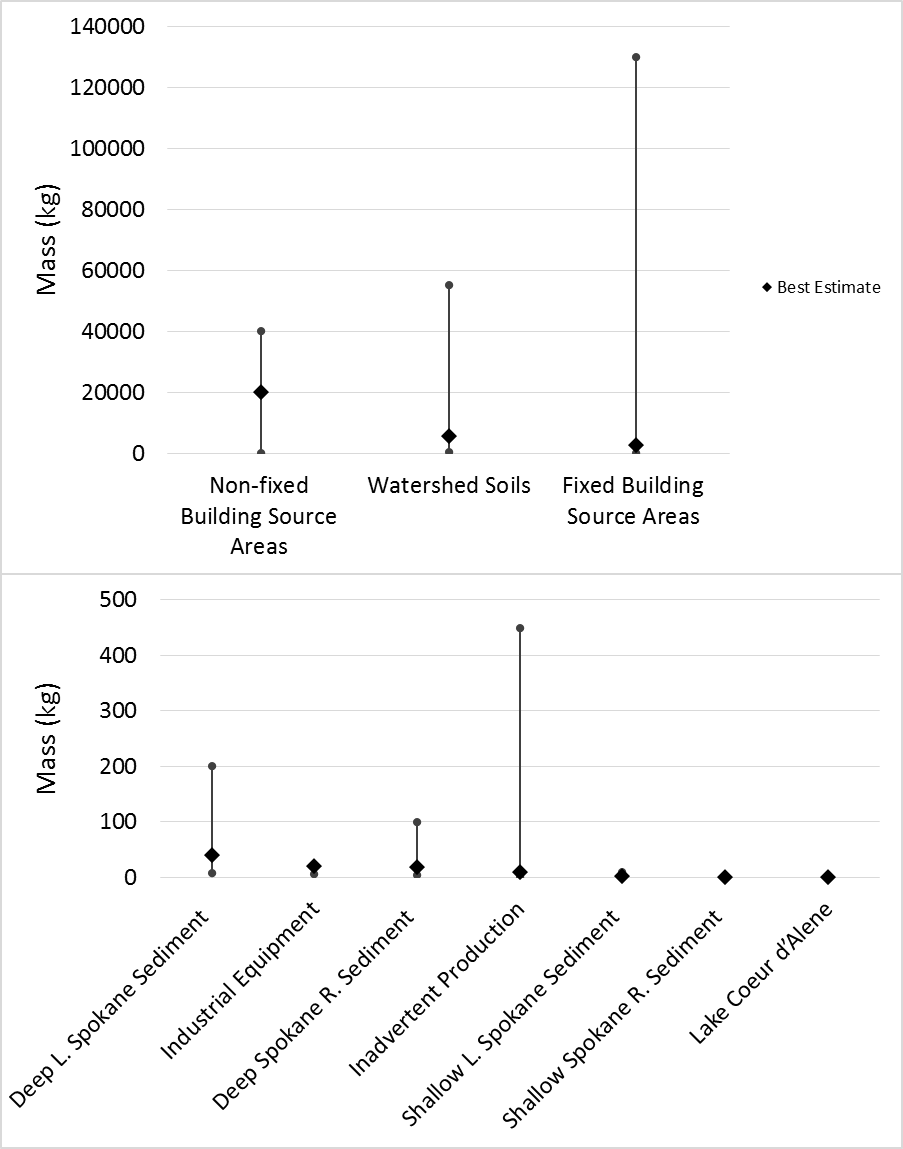 140000
120000
100000
80000
60000
40000
20000
0
Mass (kg)
Non-fixed
Building Source
Areas
Watershed Soils
Fixed Building
Source Areas
Best Estimate
500
400
300
200
100
0
Mass (kg)
Deep L. Spokane Sediment
Industrial Equipment
Deep Spokane R. Sediment
Inadvertent Production
Shallow L. Spokane Sediment
Shallow Spokane R. Sediment
Lake Coeur d’Alene